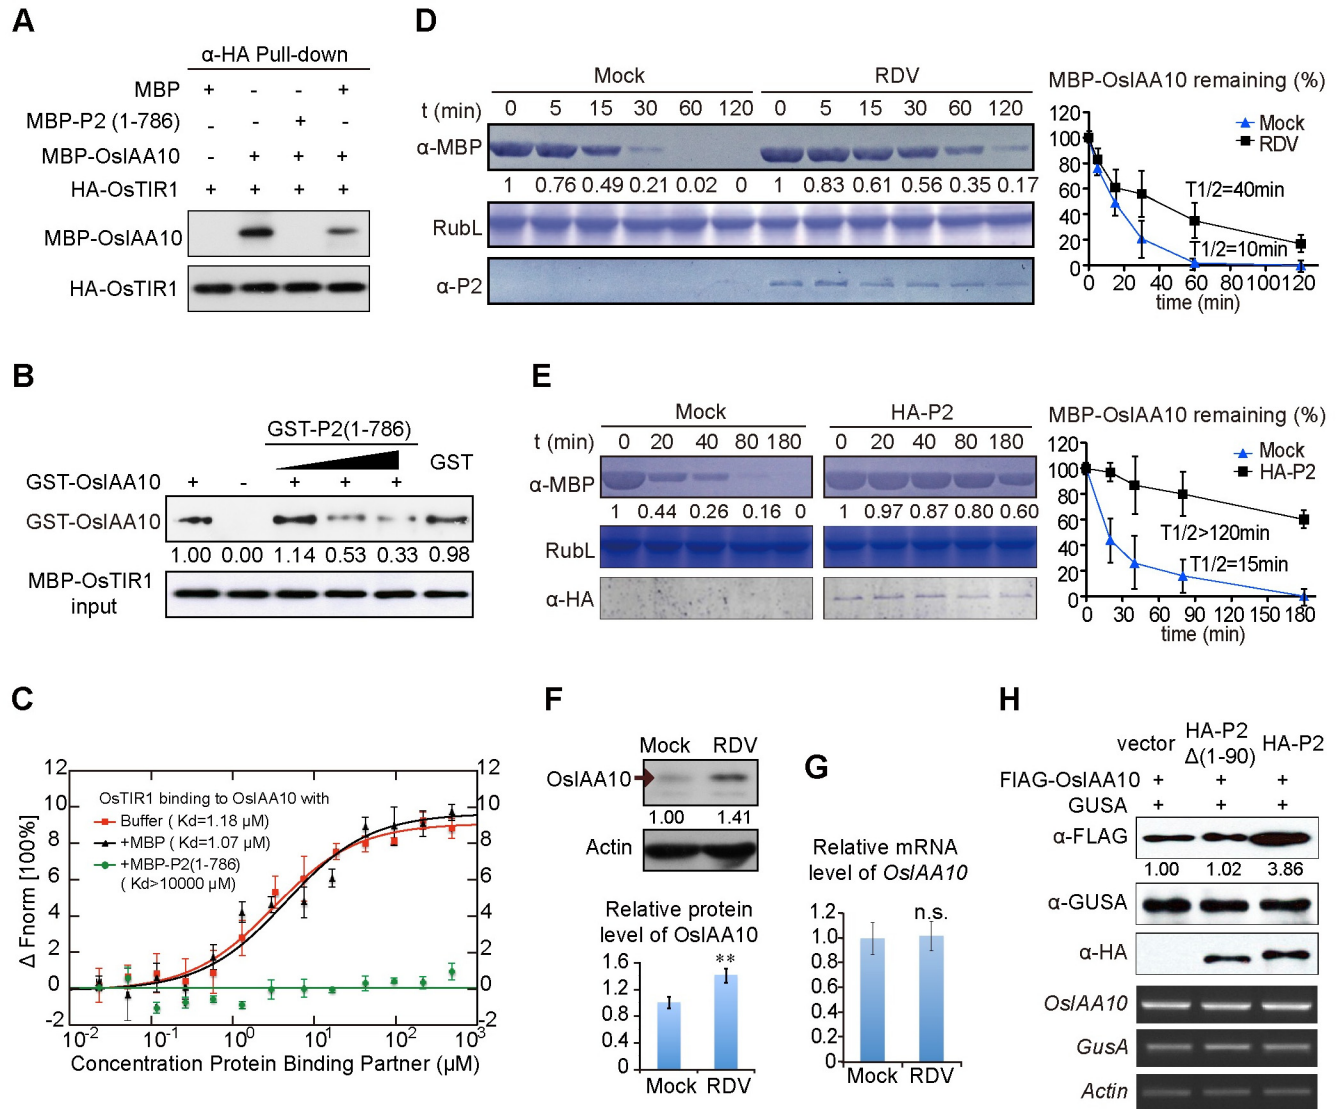 A
α-HA Pull-down
MBP + - - +
MBP-P2 (1-786) - - + -
MBP-OsIAA10 - + + +
HA-OsTIR1 + + + +
MBP-OsIAA10
HA-OsTIR1
B
GST-P2(1-786)
GST
GST-OsIAA10 + - + + +
GST-OsIAA10
1.00 0.00 1.14 0.53 0.33 0.98
MBP-OsTIR1
input
C
12 10 8 6 4 2 0 -2
OsTIR1 binding to OsIAA10 with
Buffer ( Kd=1.18 µM)
+MBP ( Kd=1.07 µM)
+MBP-P2(1-786)
( Kd>10000 µM)
12 10 8 6 4 2 0 -2
Δ Fnorm [100%]
10-2 10-1 100 101 102 103
Concentration Protein Binding Partner (µM)
D
Mock RDV
t (min) 0 5 15 30 60 120 0 5 15 30 60 120
α-MBP
1 0.76 0.49 0.21 0.02 0 1 0.83 0.61 0.56 0.35 0.17
RubL
α-P2
MBP-OsIAA10 remaining (%)
120 100 80 60 40 20 0
Mock
RDV
T1/2=40min
T1/2=10min
0 20 40 60 80 100 120
time (min)
E
Mock HA-P2
t (min) 0 20 40 80 180 0 20 40 80 180
α-MBP
1 0.44 0.26 0.16 0 1 0.97 0.87 0.80 0.60
RubL
α-HA
MBP-OsIAA10 remaining (%)
120 100 80 60 40 20 0
Mock
HA-P2
T1/2>120min
T1/2=15min
0 30 60 90 120 150 180
time (min)
F
Mock RDV
OsIAA10
1.00 1.41
Actin
Relative protein
level of OsIAA10
1.6 1.2 0.8 0.4 0
**
Mock RDV
G
Relative mRNA
level of OsIAA10
1.2 1.0 0.8 0.6 0.4 0.2 0
n.s.
Mock RDV
H
vector HA-P2 Δ(1-90) HA-P2
FlAG-OsIAA10 + + +
GUSA + + +
α-FLAG
1.00 1.02 3.86
α-GUSA
α-HA
OsIAA10
GusA
Actin